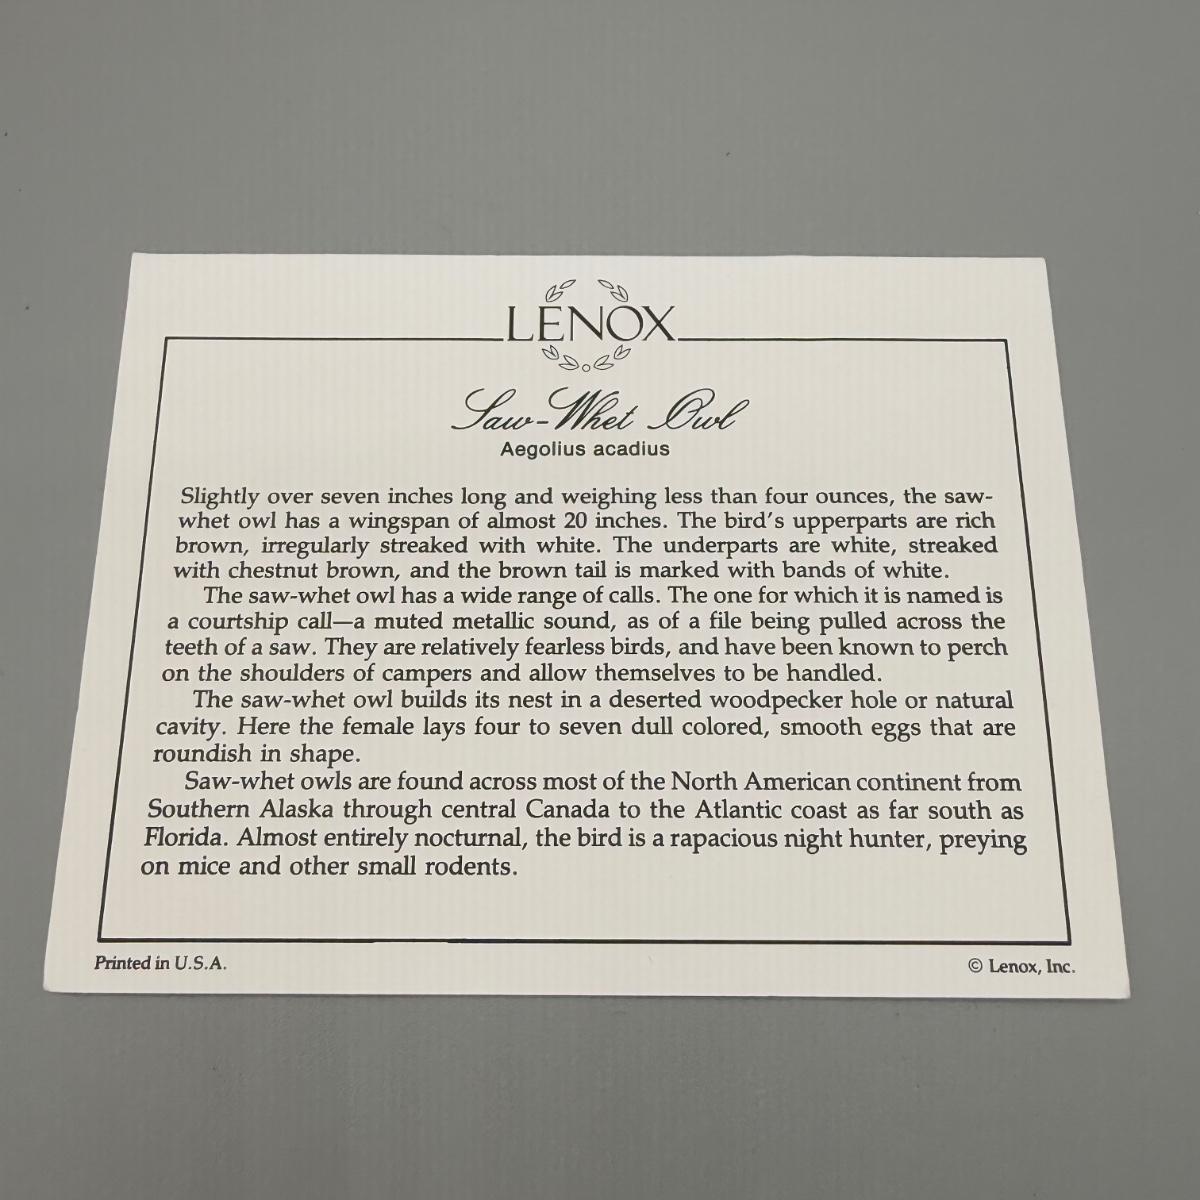 LENOX
Saw-Whet Owl
Aegolius acadius
Slightly over seven inches long and weighing less than four ounces, the saw-
whet owl has a wingspan of almost 20 inches. The bird's upperparts are rich
brown, irregularly streaked with white. The underparts are white, streaked
with chestnut brown, and the brown tail is marked with bands of white.
The saw-whet owl has a wide range of calls. The one for which it is named is
a courtship call—a muted metallic sound, as of a file being pulled across the
teeth of a saw. They are relatively fearless birds, and have been known to perch
on the shoulders of campers and allow themselves to be handled.
The saw-whet owl builds its nest in a deserted woodpecker hole or natural
cavity. Here the female lays four to seven dull colored, smooth eggs that are
roundish in shape.
Saw-whet owls are found across most of the North American continent from
Southern Alaska through central Canada to the Atlantic coast as far south as
Florida. Almost entirely nocturnal, the bird is a rapacious night hunter, preying
on mice and other small rodents.
Printed in U.S.A.
© Lenox, Inc.